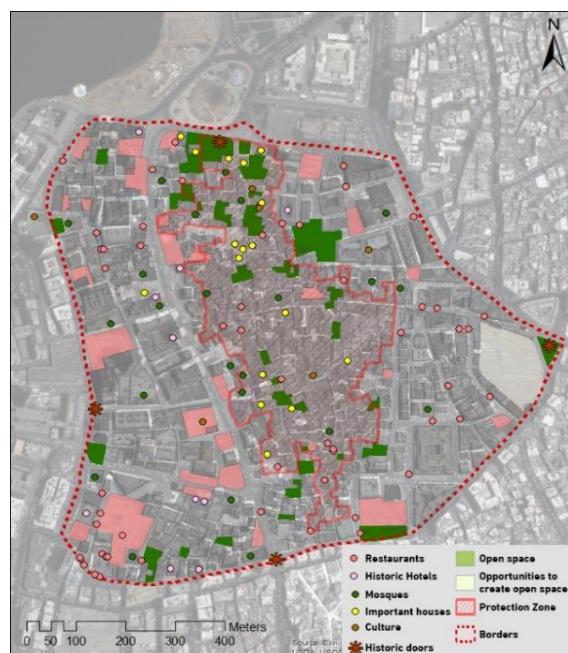 N
Restaurants
Historic Hotels
Mosques
Important houses
Culture
Historic doors
Open space
Opportunities to
create open space
Protection Zone
Borders
Meters
0 50 100 200 300 400